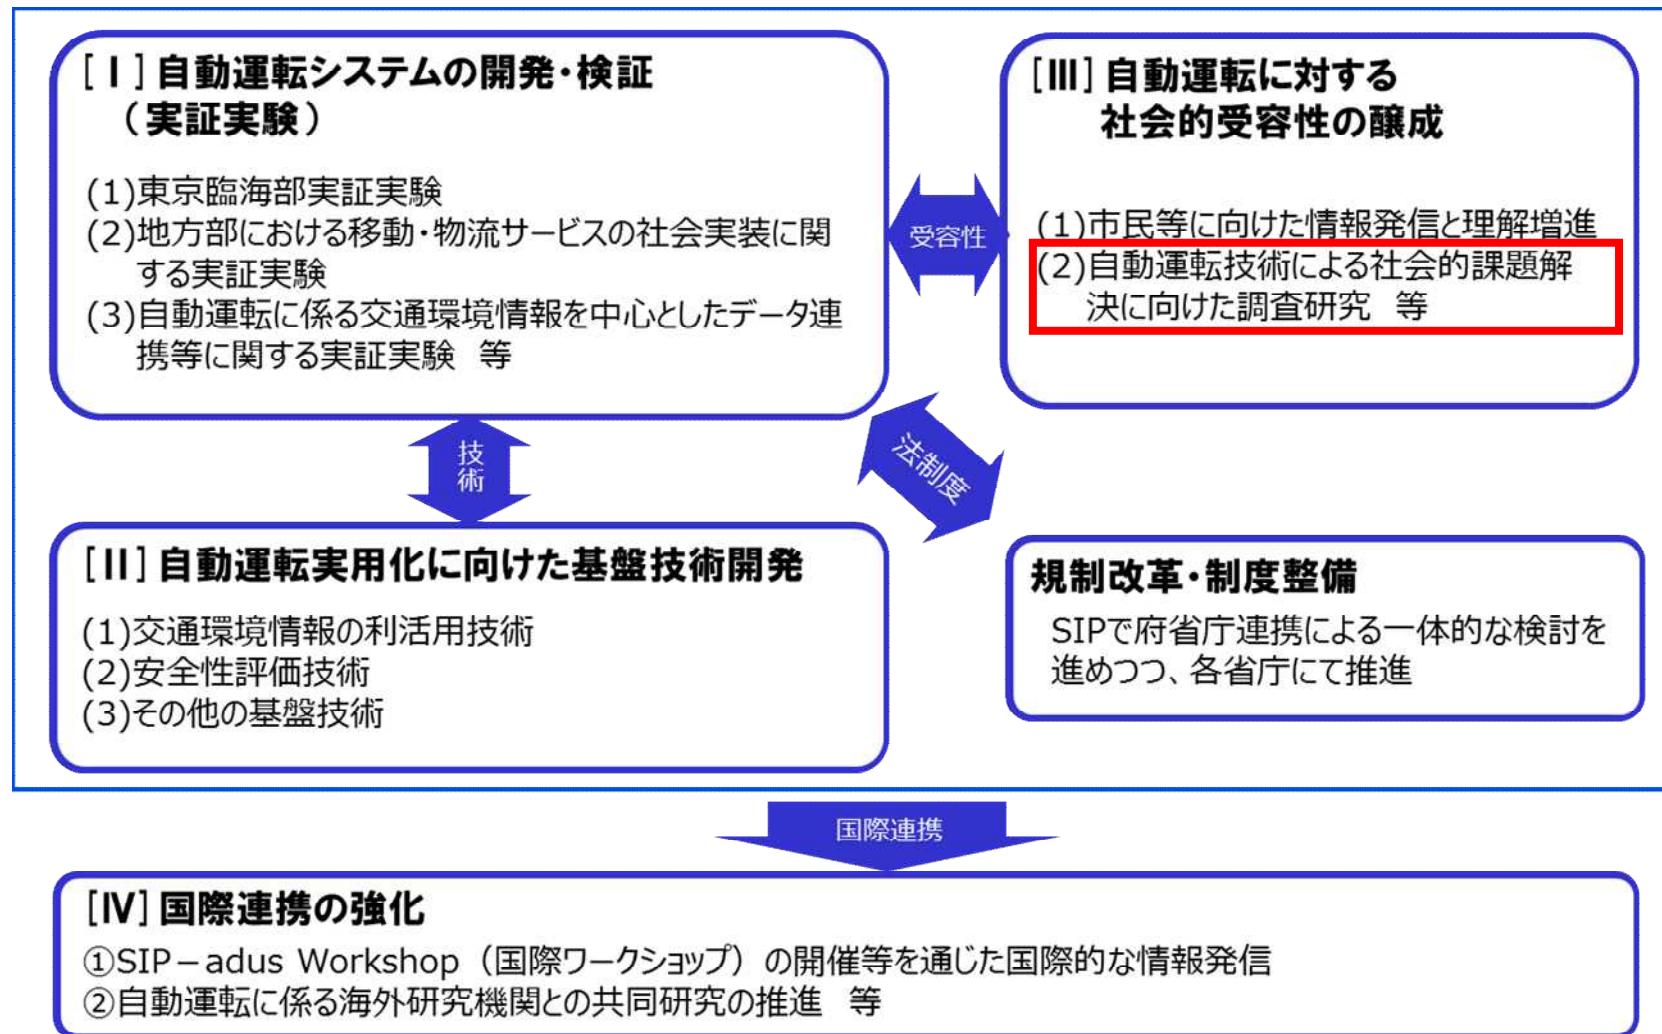 [Ⅰ]自動運転システムの開発・検証
（実証実験）
(1)東京臨海部実証実験
(2)地方部における移動・物流サービスの社会実装に関
する実証実験
(3)自動運転に係る交通環境情報を中心としたデータ連
携等に関する実証実験 等
受容性
[Ⅲ]自動運転に対する
社会的受容性の醸成
(1)市民等に向けた情報発信と理解増進
(2)自動運転技術による社会的課題解
決に向けた調査研究 等
技術
法制度
[Ⅱ]自動運転実用化に向けた基盤技術開発
(1)交通環境情報の利活用技術
(2)安全性評価技術
(3)その他の基盤技術
規制改革・制度整備
SIPで府省庁連携による一体的な検討を
進めつつ、各省庁にて推進
国際連携
[Ⅳ]国際連携の強化
①SIP－adus Workshop（国際ワークショップ）の開催等を通じた国際的な情報発信
②自動運転に係る海外研究機関との共同研究の推進 等